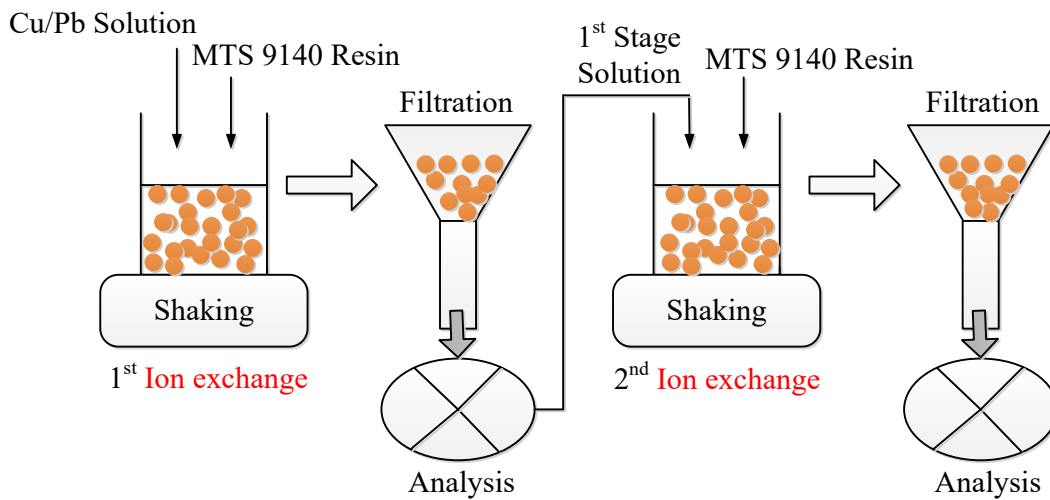 Cu/Pb Solution
MTS 9140 Resin
Filtration
Shaking
1st Ion exchange
Analysis
1st Stage
Solution
MTS 9140 Resin
Filtration
Shaking
2nd Ion exchange
Analysis